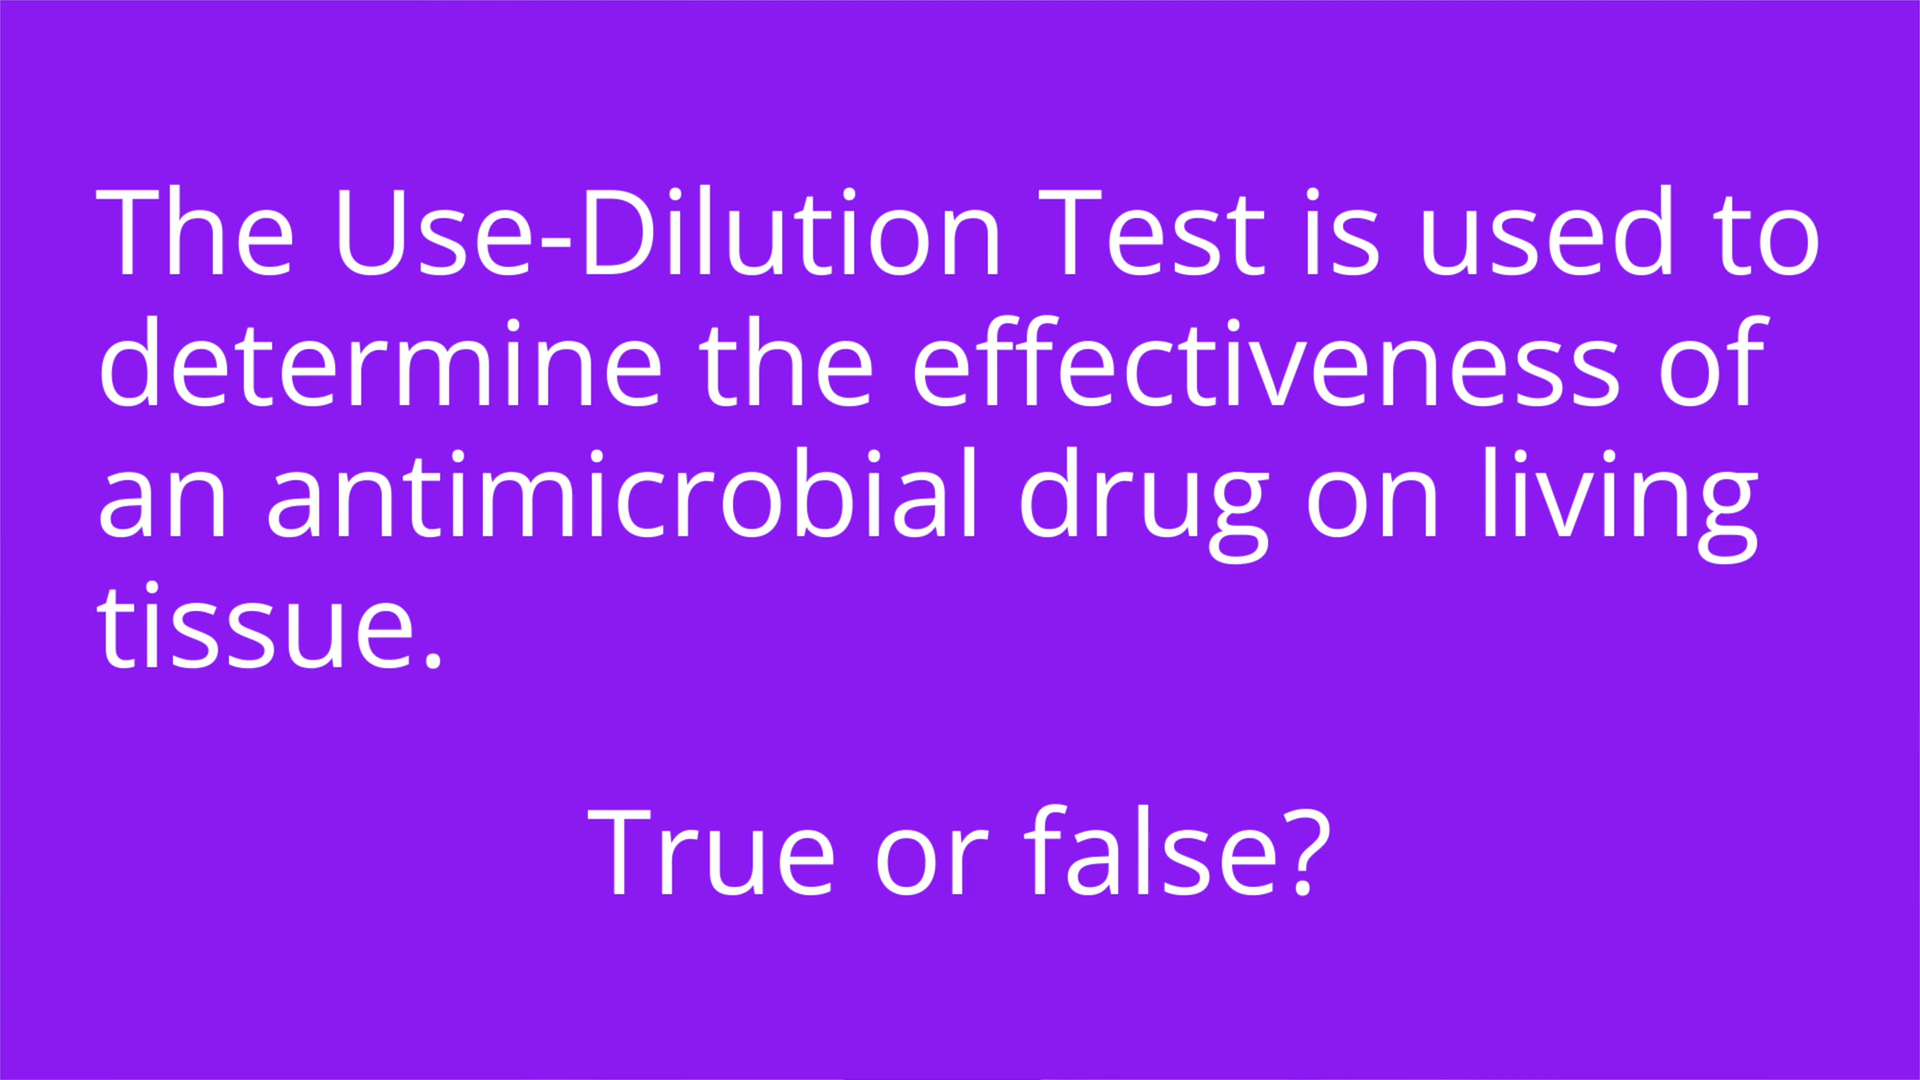 The Use-Dilution Test is used to
determine the effectiveness of
an antimicrobial drug on living
tissue.
True or false?